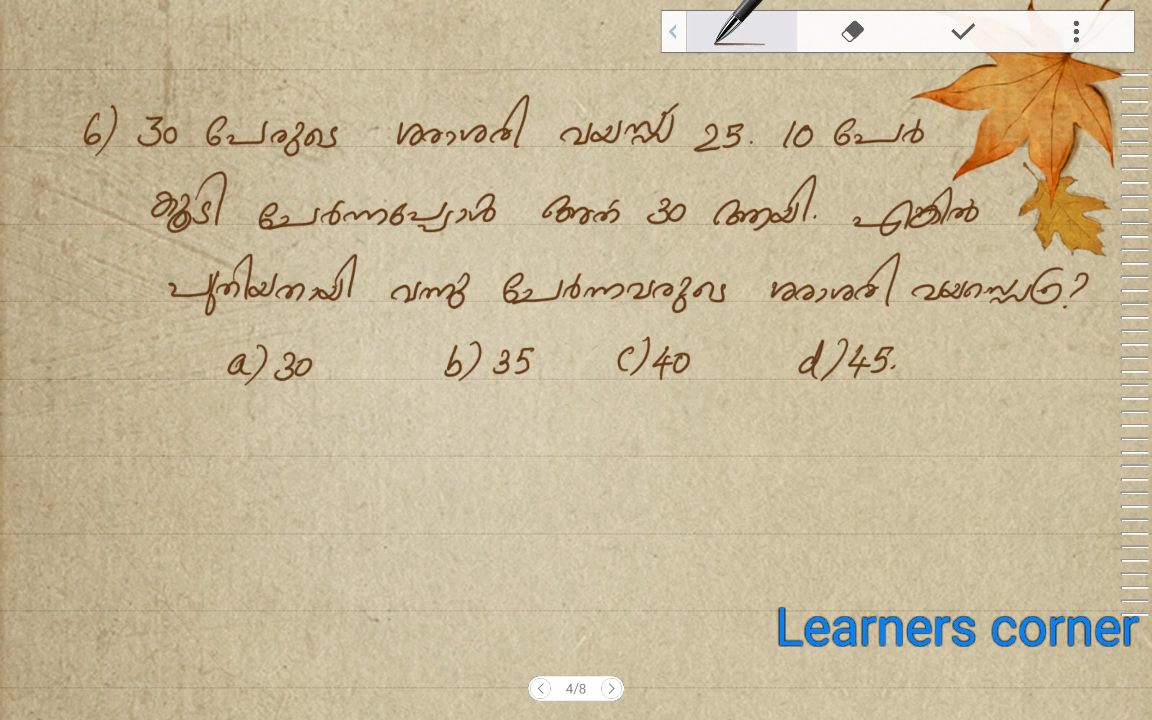 6) 30 പേരുടെ ശരാശരി വയസ്സ് 25. 10 പേർ
കൂടി ചേർന്നപ്പോൾ അത് 30 ആയി. എങ്കിൽ
പുതിയതായി വന്നു ചേർന്നവരുടെ ശരാശരി വയസ്സെത്ര?
a) 30 b) 35 c) 40 d) 45.
Learners corner
4/8